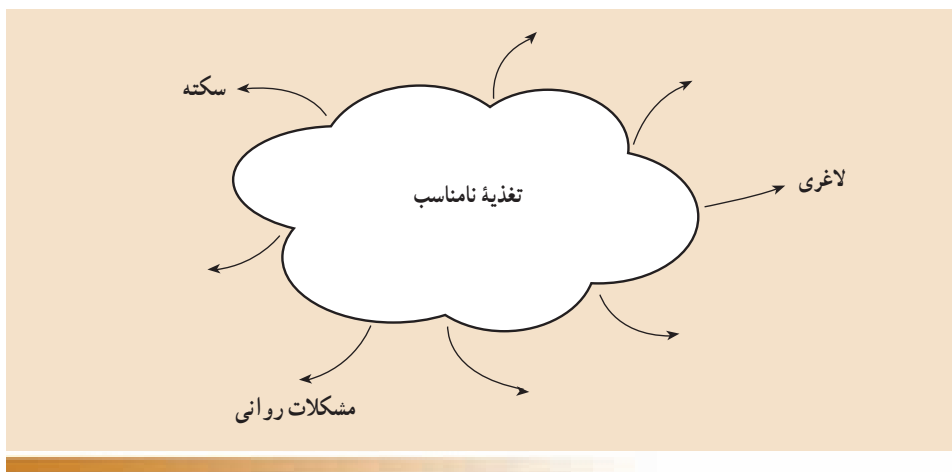 سکته
لاغری
تغذیهٔ نامناسب
مشکلات روانی